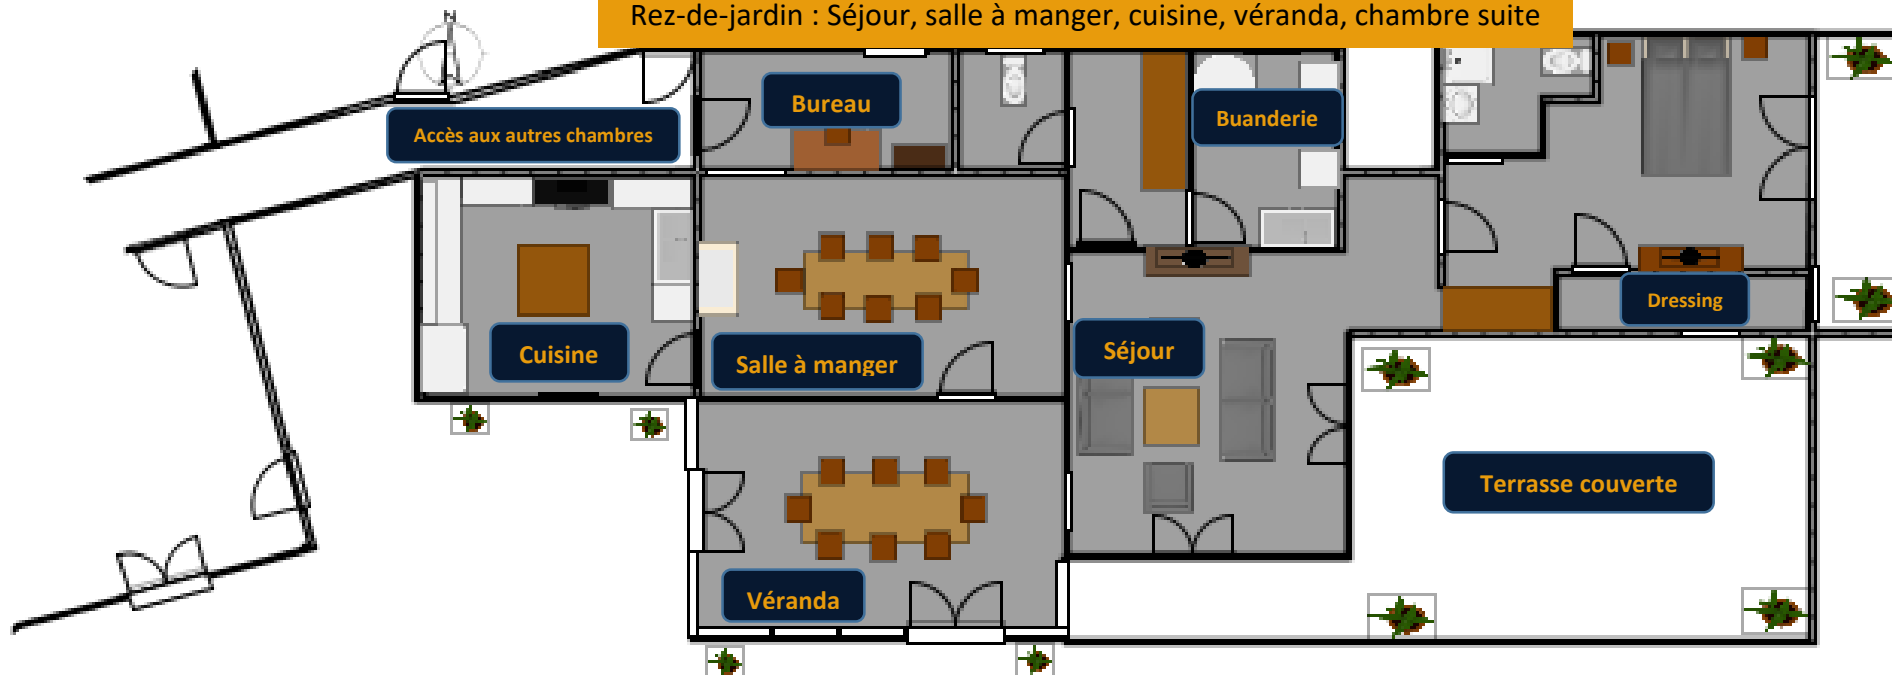 Rez-de-jardin : Séjour, salle à manger, cuisine, véranda, chambre suite
N
Bureau
Accès aux autres chambres
Buanderie
Dressing
Cuisine
Salle à manger
Séjour
Terrasse couverte
Véranda